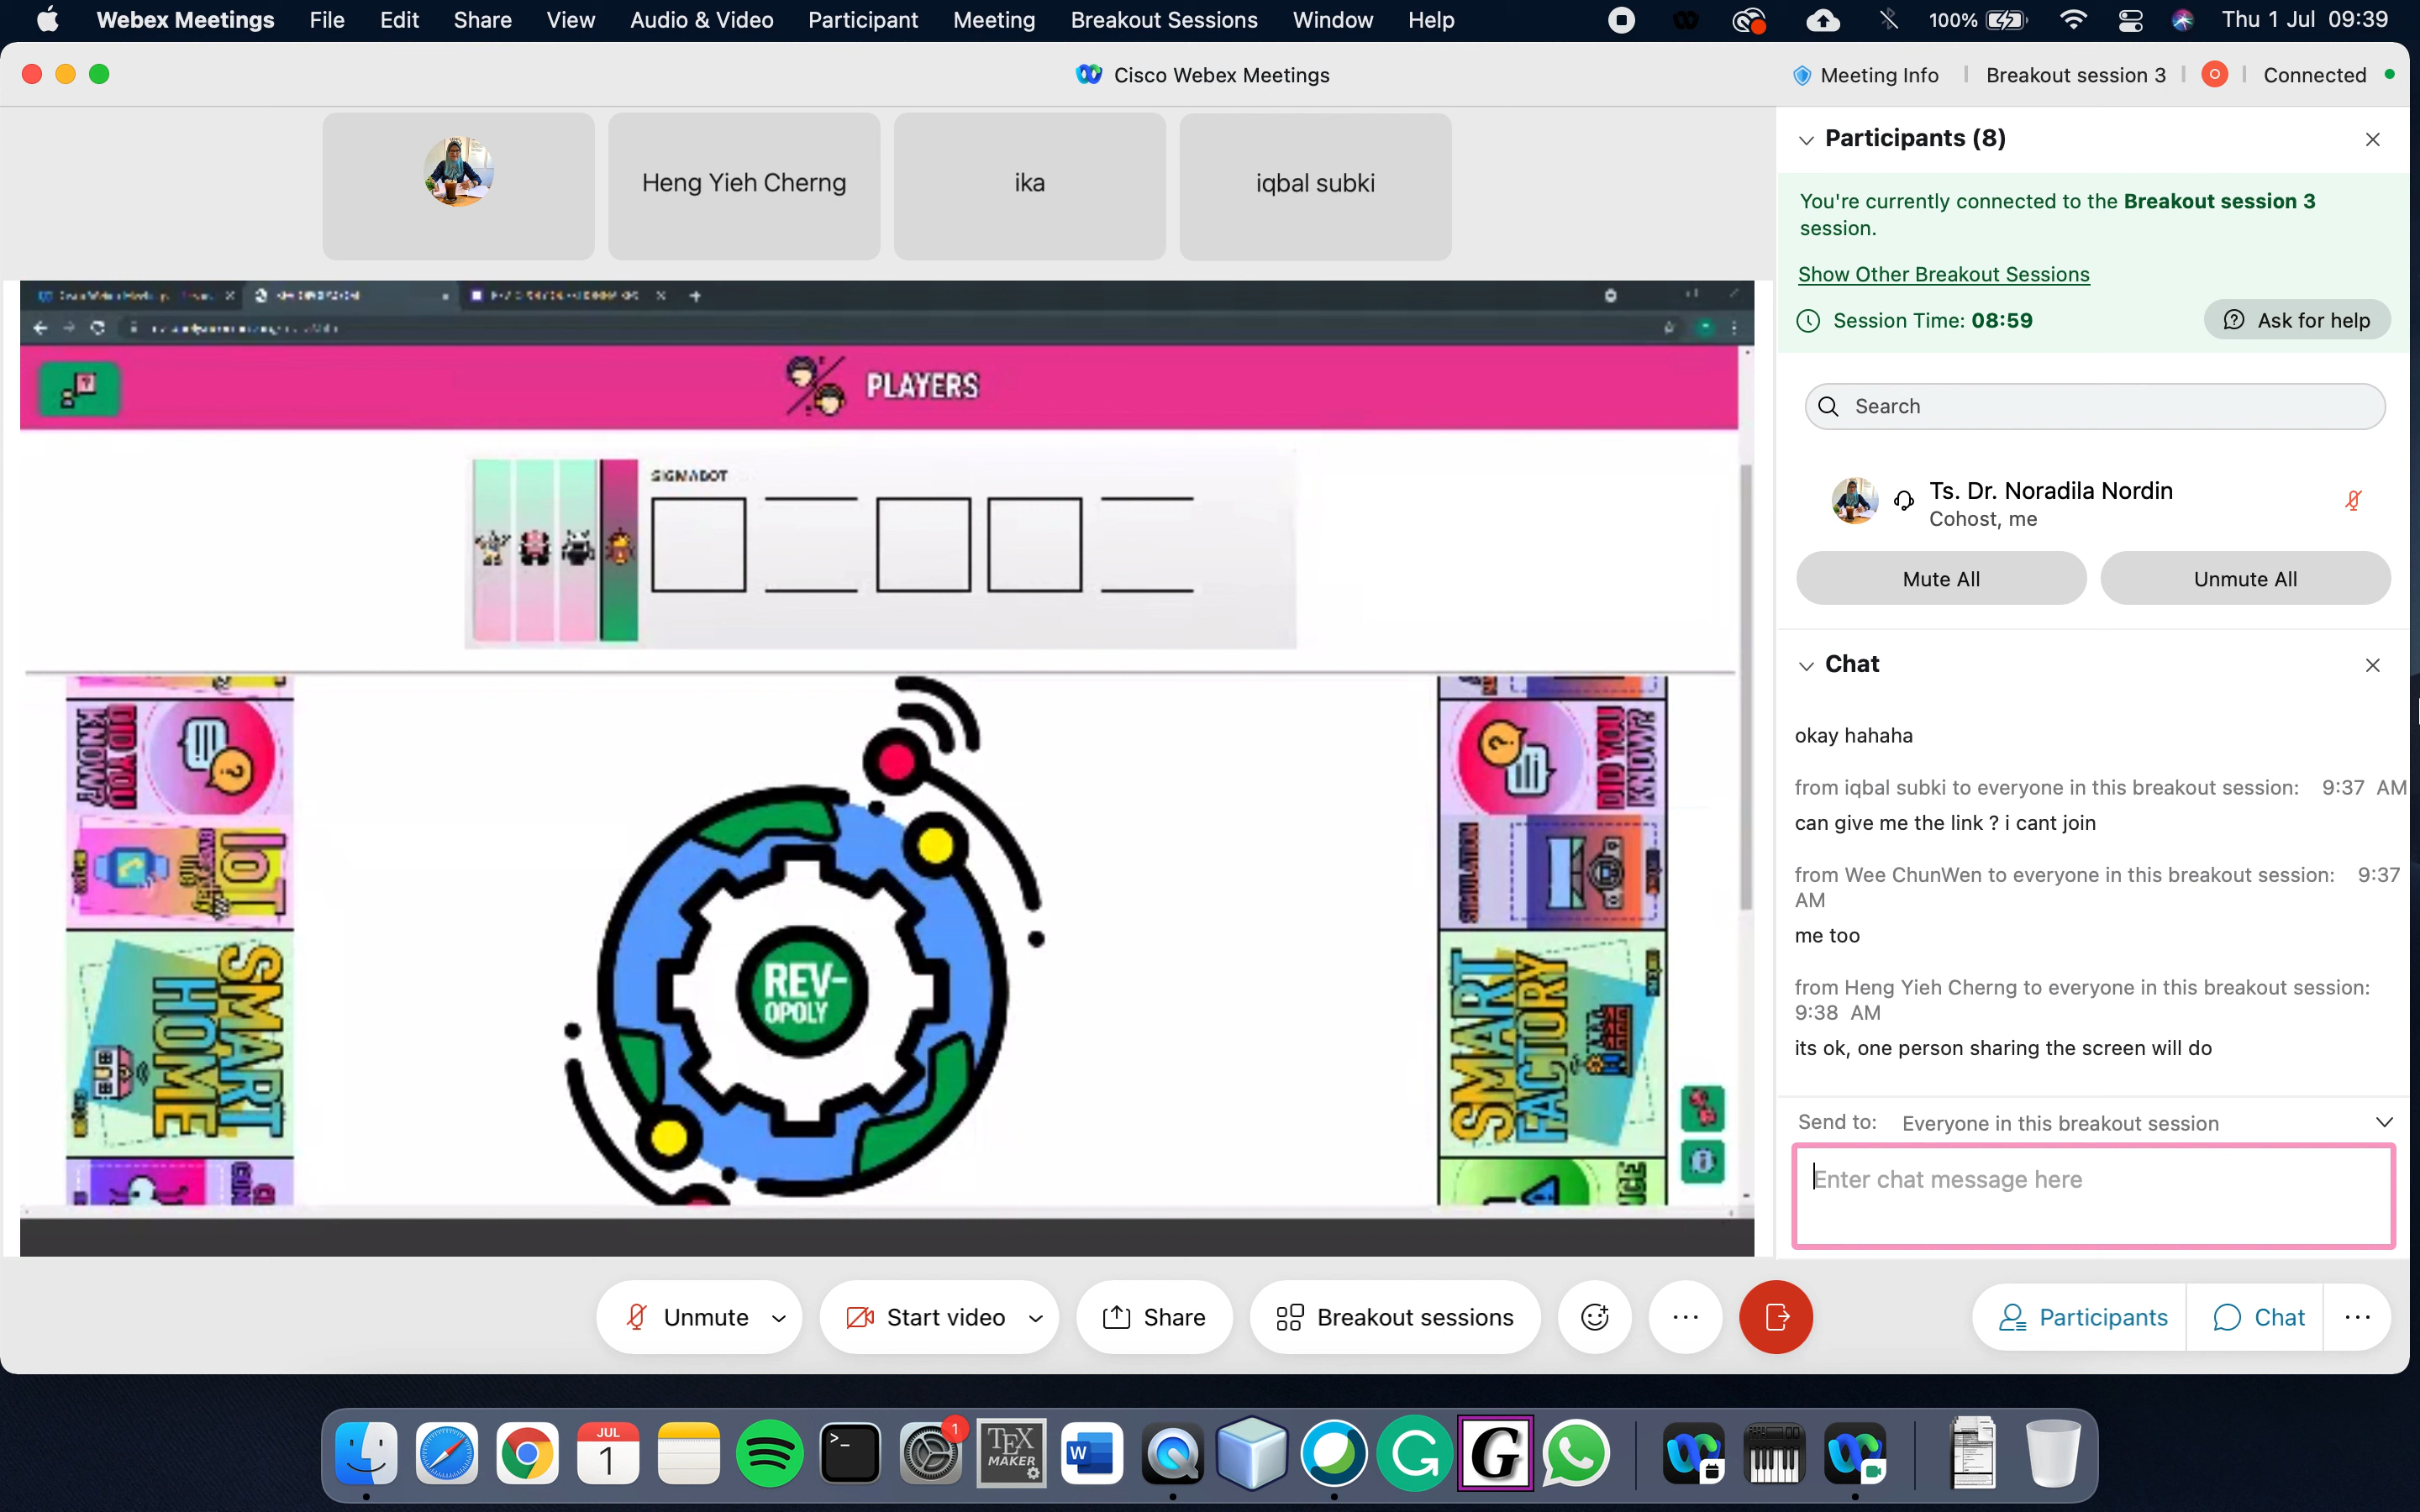 Webex Meetings File Edit Share View Audio & Video Participant Meeting Breakout Sessions Window Help 100% Thu 1 Jul 09:39
Cisco Webex Meetings
Meeting Info Breakout session 3 Connected
Heng Yieh Cherng
ika
iqbal subki
PLAYERS
SIGMABOT
DID YOU KNOW?
IOT
SMART HOME
REV-
OPOLY
DID YOU KNOW?
SIMULATION
SMART FACTORY
Participants (8)
You're currently connected to the Breakout session 3
session.
Show Other Breakout Sessions
Session Time: 08:59
Ask for help
Search
Ts. Dr. Noradila Nordin
Cohost, me
Mute All
Unmute All
Chat
okay hahaha
from iqbal subki to everyone in this breakout session: 9:37 AM
can give me the link ? i cant join
from Wee ChunWen to everyone in this breakout session: 9:37
AM
me too
from Heng Yieh Cherng to everyone in this breakout session:
9:38 AM
its ok, one person sharing the screen will do
Send to: Everyone in this breakout session
Enter chat message here
Unmute
Start video
Share
Breakout sessions
Participants
Chat
JUL
1
1
TEX
MAKER
W
G
G